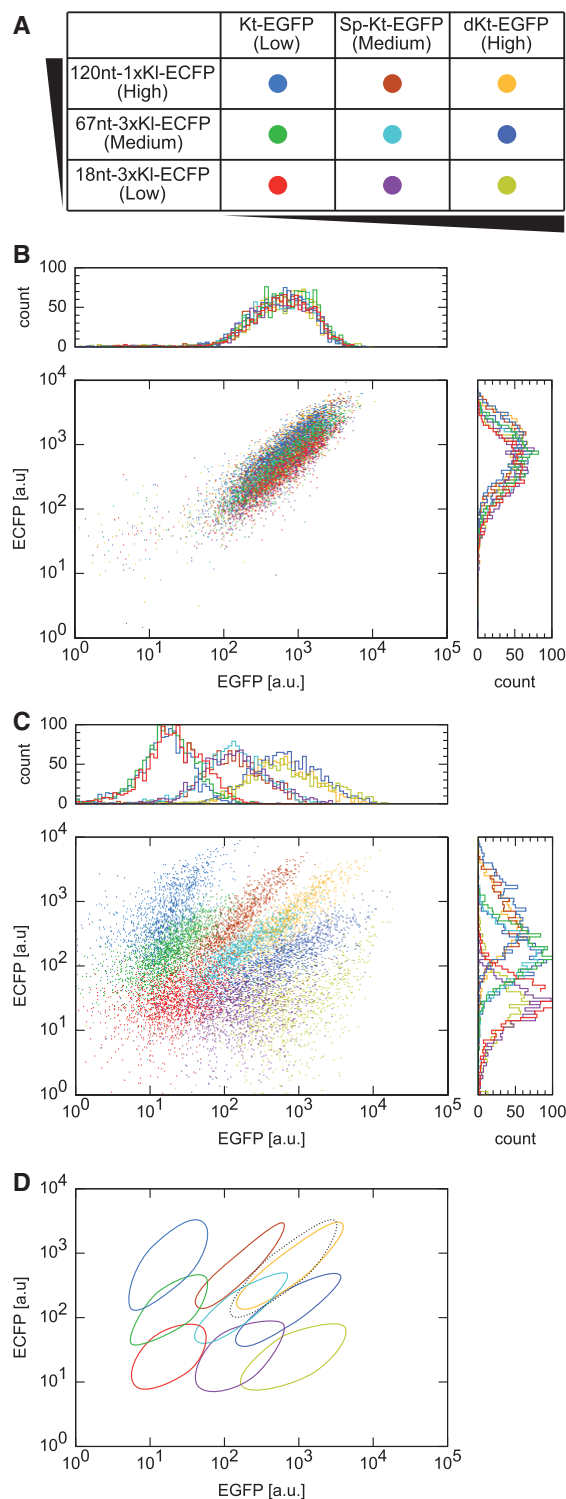 A
Kt-EGFP
(Low)
Sp-Kt-EGFP
(Medium)
dKt-EGFP
(High)
120nt-1xKl-ECFP
(High)
67nt-3xKl-ECFP
(Medium)
18nt-3xKl-ECFP
(Low)
B
100
50
0
count
10^4
10^3
10^2
10^1
10^0
ECFP [a.u]
10^0 10^1 10^2 10^3 10^4 10^5
EGFP [a.u.]
0 50 100
count
C
100
50
0
count
10^4
10^3
10^2
10^1
10^0
ECFP [a.u]
10^0 10^1 10^2 10^3 10^4 10^5
EGFP [a.u.]
0 50 100
count
D
10^4
10^3
10^2
10^1
10^0
ECFP [a.u]
10^0 10^1 10^2 10^3 10^4 10^5
EGFP [a.u.]